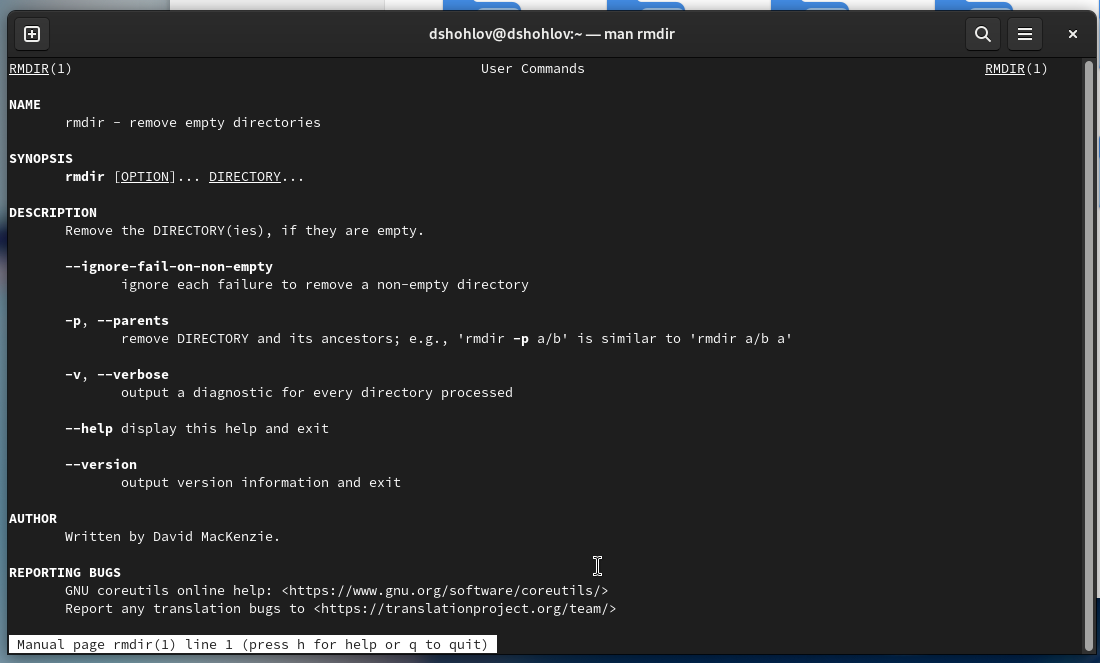 dshohlov@dshohlov:~ — man rmdir
RMDIR(1) User Commands RMDIR(1)
NAME
rmdir - remove empty directories
SYNOPSIS
rmdir [OPTION]... DIRECTORY...
DESCRIPTION
Remove the DIRECTORY(ies), if they are empty.
--ignore-fail-on-non-empty
ignore each failure to remove a non-empty directory
-p, --parents
remove DIRECTORY and its ancestors; e.g., 'rmdir -p a/b' is similar to 'rmdir a/b a'
-v, --verbose
output a diagnostic for every directory processed
--help display this help and exit
--version
output version information and exit
AUTHOR
Written by David MacKenzie.
REPORTING BUGS
GNU coreutils online help: <https://www.gnu.org/software/coreutils/>
Report any translation bugs to <https://translationproject.org/team/>
Manual page rmdir(1) line 1 (press h for help or q to quit)